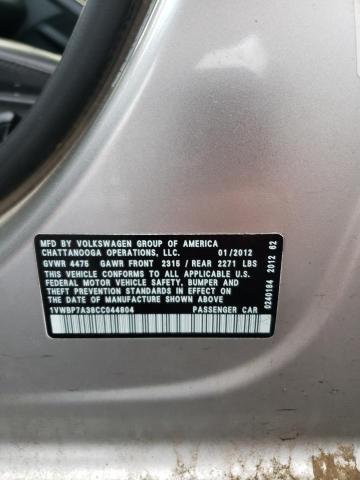 MFD BY VOLKSWAGEN GROUP OF AMERICA
CHATTANOOGA OPERATIONS, LLC. 01/2012
GVWR 4475 GAWR FRONT 2315 / REAR 2271 LBS
THIS VEHICLE CONFORMS TO ALL APPLICABLE U.S.
FEDERAL MOTOR VEHICLE SAFETY, BUMPER AND
THEFT PREVENTION STANDARDS IN EFFECT ON THE
DATE OF MANUFACTURE SHOWN ABOVE
1VWBP7A38CC044804 PASSENGER CAR
0240184 2012 62